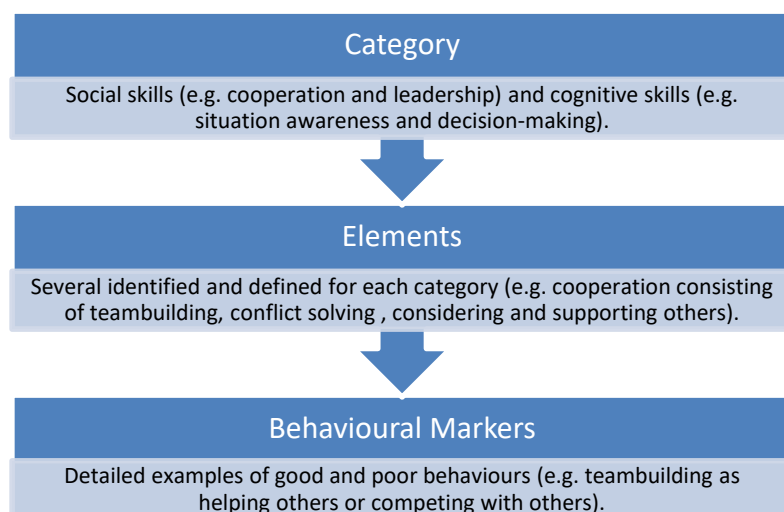 Category
Social skills (e.g. cooperation and leadership) and cognitive skills (e.g.
situation awareness and decision-making).
Elements
Several identified and defined for each category (e.g. cooperation consisting
of teambuilding, conflict solving , considering and supporting others).
Behavioural Markers
Detailed examples of good and poor behaviours (e.g. teambuilding as
helping others or competing with others).